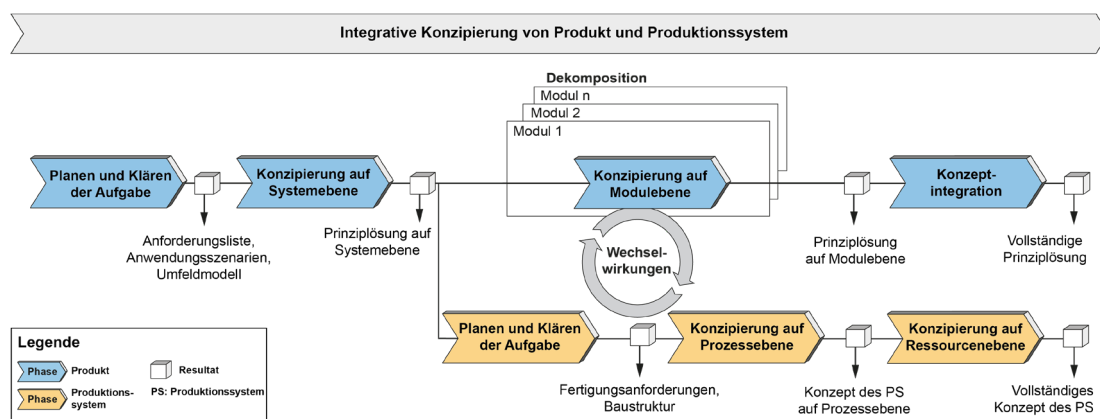 Integrative Konzipierung von Produkt und Produktionssystem
Dekomposition
Modul n
Modul 2
Modul 1
Planen und Klären
der Aufgabe
Konzipierung auf
Systemebene
Konzipierung auf
Modulebene
Konzept-
integration
Anforderungsliste,
Anwendungsszenarien,
Umfeldmodell
Prinziplösung auf
Systemebene
Wechsel-
wirkungen
Prinziplösung
auf Modulebene
Vollständige
Prinziplösung
Planen und Klären
der Aufgabe
Konzipierung auf
Prozessebene
Konzipierung auf
Ressourcenebene
Fertigungsanforderungen,
Baustruktur
Konzept des PS
auf Prozessebene
Vollständiges
Konzept des PS
Legende
Phase Produkt
Resultat
PS: Produktionssystem
Phase Produktions-
system